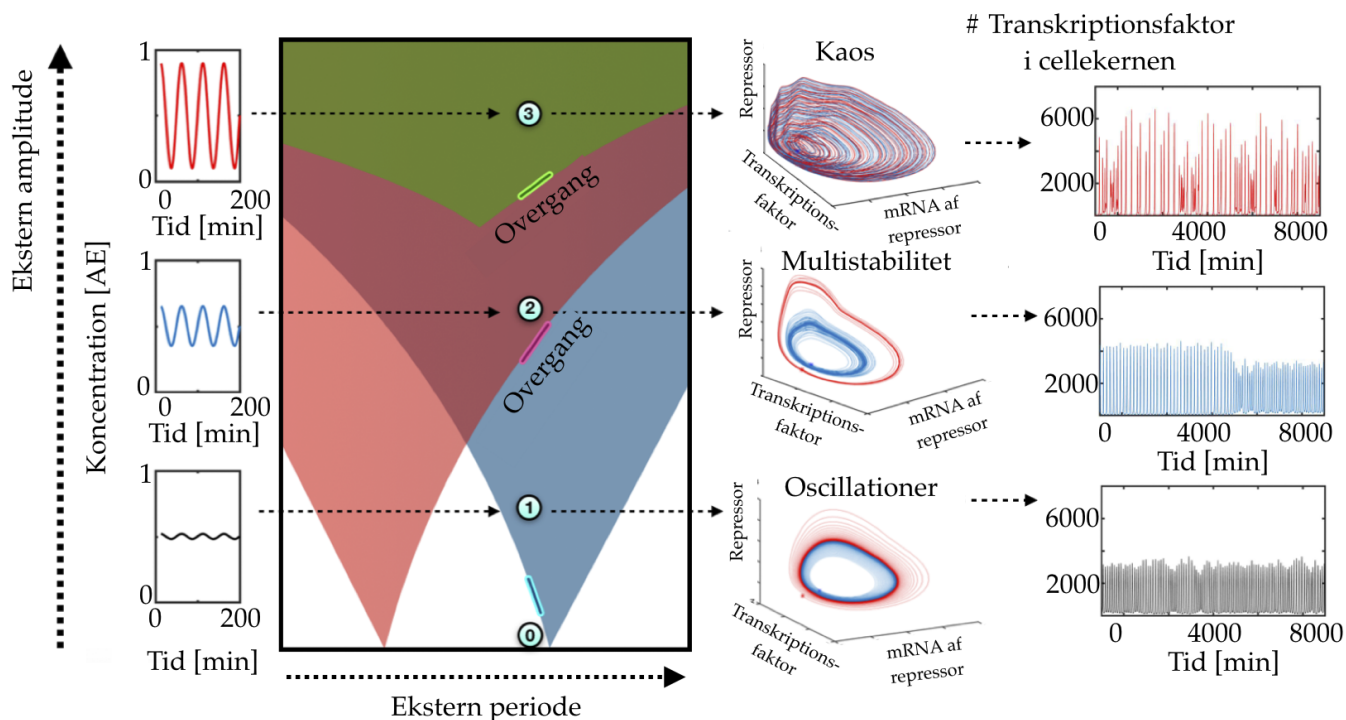 # Transkriptionsfaktor
i cellekernen
Ekstern amplitude
Koncentration [AE]
1
0
0
200
Tid [min]
1
0
0
200
Tid [min]
1
0
0
200
Tid [min]
3
Overgang
2
Overgang
1
0
Ekstern periode
Kaos
Repressor
Transkriptions-
faktor
mRNA af
repressor
Multistabilitet
Repressor
Transkriptions-
faktor
mRNA af
repressor
Oscillationer
Repressor
Transkriptions-
faktor
mRNA af
repressor
6000
2000
0
4000
8000
Tid [min]
6000
2000
0
4000
8000
Tid [min]
6000
2000
0
4000
8000
Tid [min]